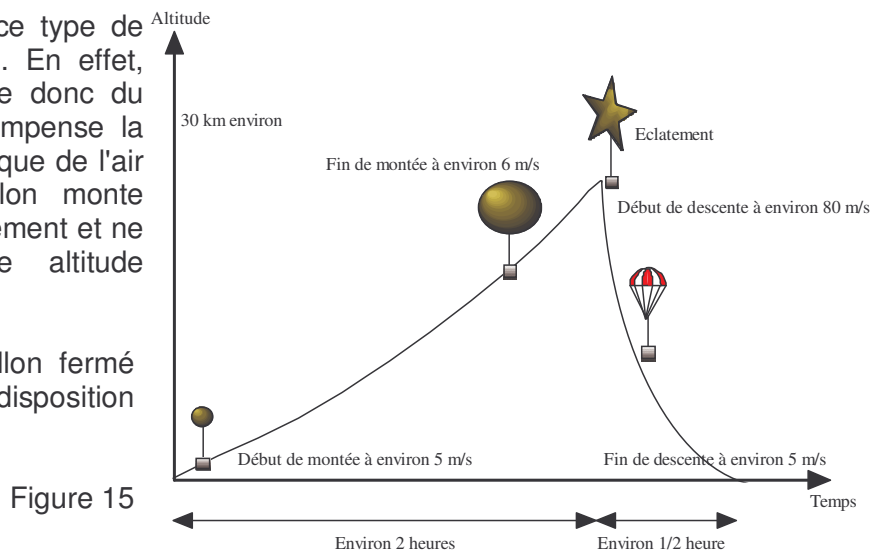 ce type de
. En effet,
e donc du
mpense la
que de l'air
lon monte
ement et ne
e altitude
llon fermé
disposition
Figure 15
Altitude
30 km environ
Eclatement
Fin de montée à environ 6 m/s
Début de descente à environ 80 m/s
Début de montée à environ 5 m/s
Fin de descente à environ 5 m/s
Temps
Environ 2 heures
Environ 1/2 heure